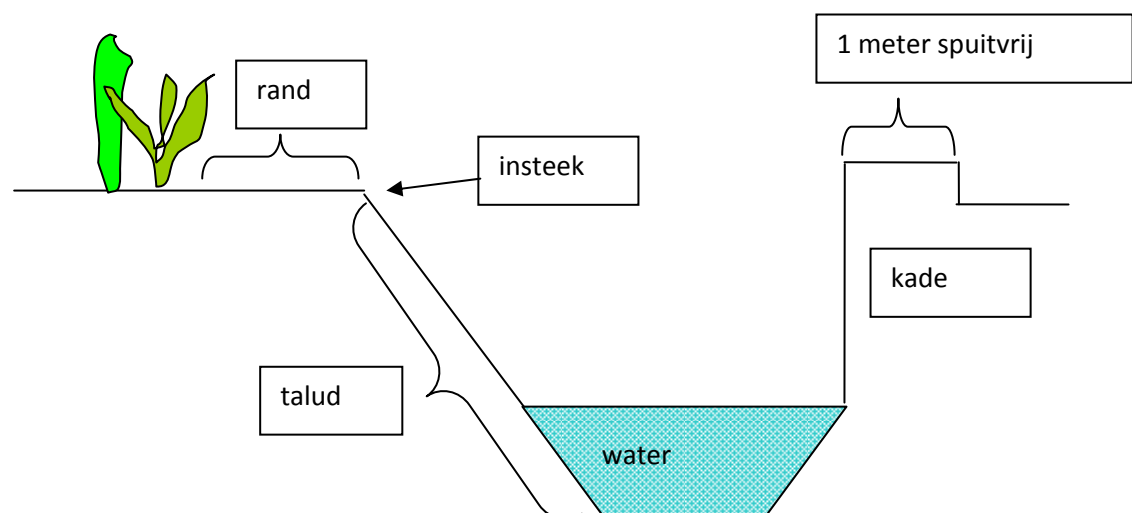 1 meter spuitvrij
rand
insteek
kade
talud
water